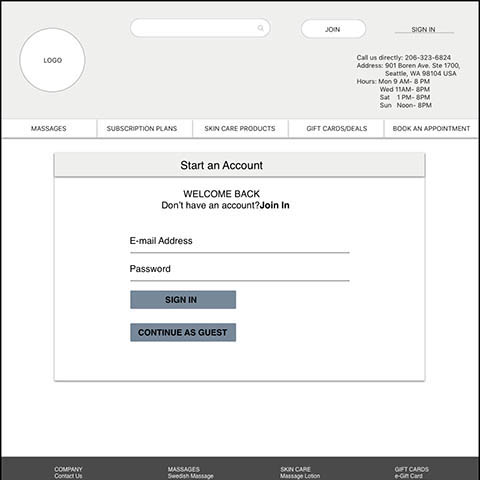 LOGO
JOIN
SIGN IN
Call us directly: 206-323-6824
Address: 901 Boren Ave. Ste 1700,
Seattle, WA 98104 USA
Hours: Mon 9 AM- 8 PM
Wed 11AM- 8PM
Sat 1 PM- 8PM
Sun Noon- 8PM
MASSAGES
SUBSCRIPTION PLANS
SKIN CARE PRODUCTS
GIFT CARDS/DEALS
BOOK AN APPOINTMENT
Start an Account
WELCOME BACK
Don't have an account?Join In
E-mail Address
Password
SIGN IN
CONTINUE AS GUEST
COMPANY
Contact Us
MASSAGES
Swedish Massage
SKIN CARE
Massage Lotion
GIFT CARDS
e-Gift Card